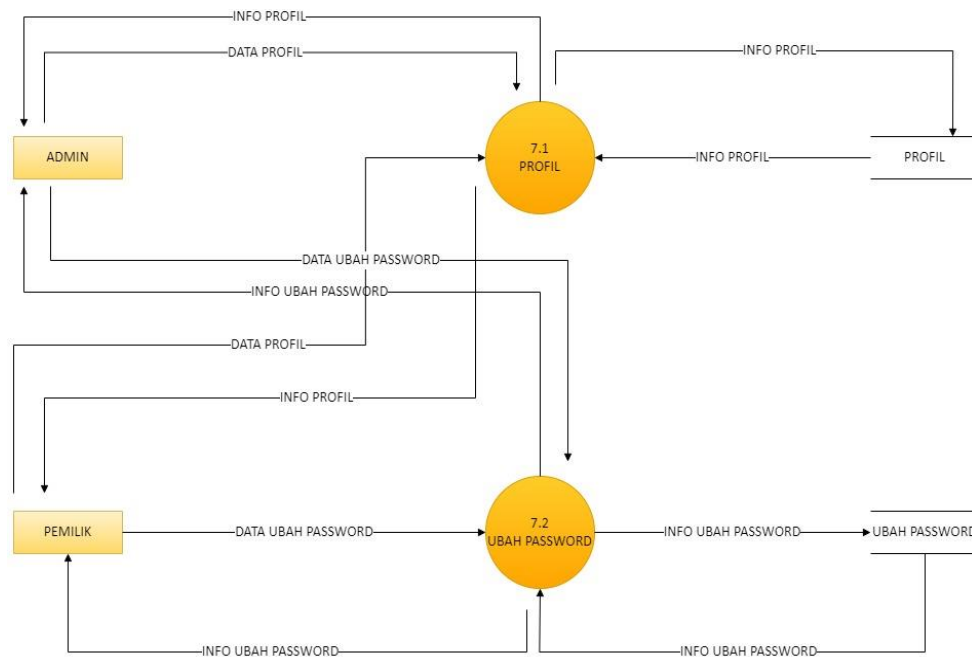 INFO PROFIL
DATA PROFIL
INFO PROFIL
ADMIN
7.1
PROFIL
INFO PROFIL
PROFIL
DATA UBAH PASSWORD
INFO UBAH PASSWORD
DATA PROFIL
INFO PROFIL
PEMILIK
DATA UBAH PASSWORD
7.2
UBAH PASSWORD
INFO UBAH PASSWORD
UBAH PASSWORD
INFO UBAH PASSWORD
INFO UBAH PASSWORD